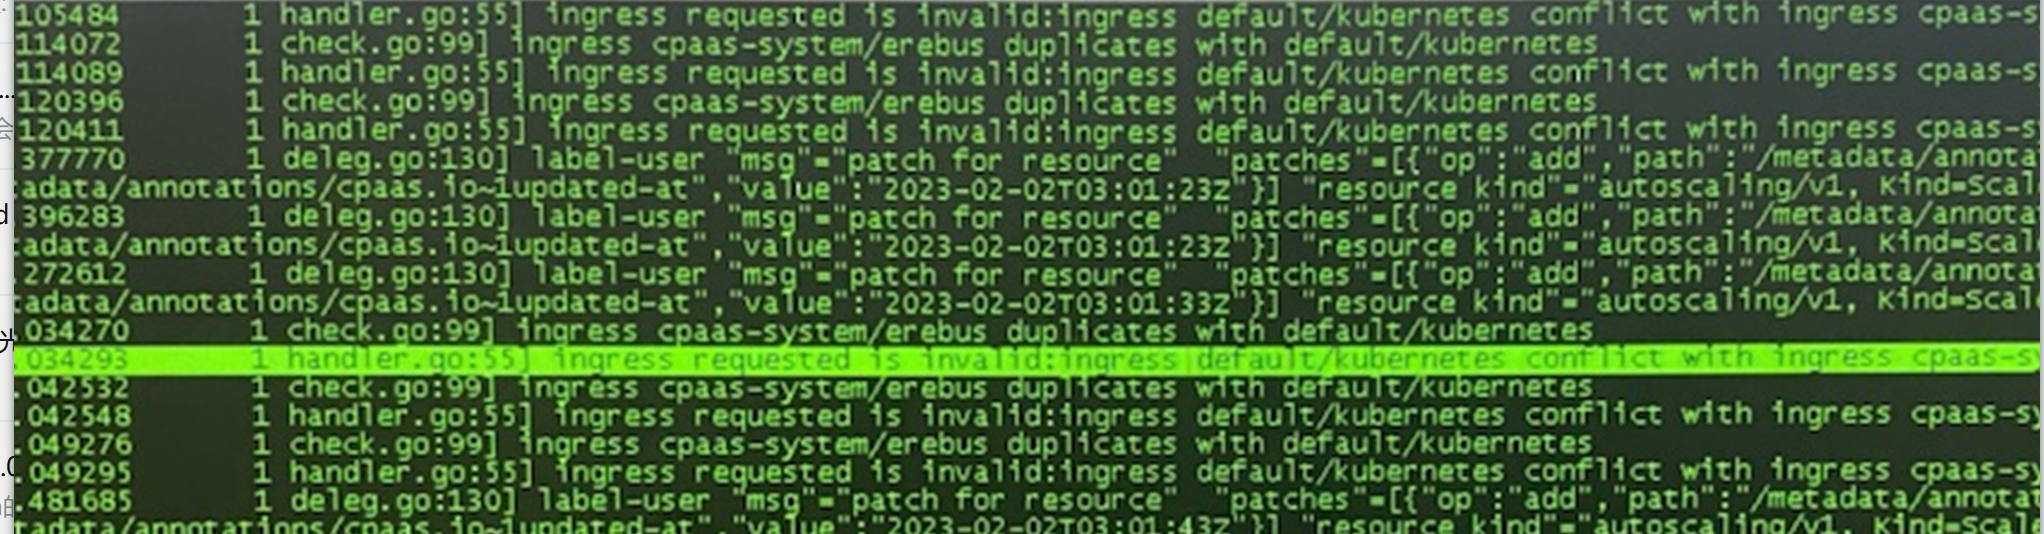 105484 1 handler.go:55] ingress requested is invalid:ingress default/kubernetes conflict with ingress cpaas-s
114072 1 check.go:99] ingress cpaas-system/erebus duplicates with default/kubernetes
114089 1 handler.go:55] ingress requested is invalid:ingress default/kubernetes conflict with ingress cpaas-s
120396 1 check.go:99] ingress cpaas-system/erebus duplicates with default/kubernetes
120411 1 handler.go:55] ingress requested is invalid:ingress default/kubernetes conflict with ingress cpaas-s
377770 1 deleg.go:130] label-user "msg"="patch for resource" "patches"=[{"op":"add","path":"/metadata/annota
adata/annotations/cpaas.io~1updated-at","value":"2023-02-02T03:01:23Z"}] "resource kind"="autoscaling/v1, Kind=Scal
396283 1 deleg.go:130] label-user "msg"="patch for resource" "patches"=[{"op":"add","path":"/metadata/annota
adata/annotations/cpaas.io~1updated-at","value":"2023-02-02T03:01:23Z"}] "resource kind"="autoscaling/v1, Kind=Scal
.272612 1 deleg.go:130] label-user "msg"="patch for resource" "patches"=[{"op":"add","path":"/metadata/annota
tadata/annotations/cpaas.io~1updated-at","value":"2023-02-02T03:01:33Z"}] "resource kind"="autoscaling/v1, Kind=Scal
.034270 1 check.go:99] ingress cpaas-system/erebus duplicates with default/kubernetes
.034293 1 handler.go:55] ingress requested is invalid:ingress default/kubernetes conflict with ingress cpaas-s
.042532 1 check.go:99] ingress cpaas-system/erebus duplicates with default/kubernetes
.042548 1 handler.go:55] ingress requested is invalid:ingress default/kubernetes conflict with ingress cpaas-sy
.049276 1 check.go:99] ingress cpaas-system/erebus duplicates with default/kubernetes
.049295 1 handler.go:55] ingress requested is invalid:ingress default/kubernetes conflict with ingress cpaas-sy
.481685 1 deleg.go:130] label-user "msg"="patch for resource" "patches"=[{"op":"add","path":"/metadata/annotat
tadata/annotations/cpaas.io~1updated-at","value":"2023-02-02T03:01:43Z"}] "resource kind"="autoscaling/v1, Kind=Scale